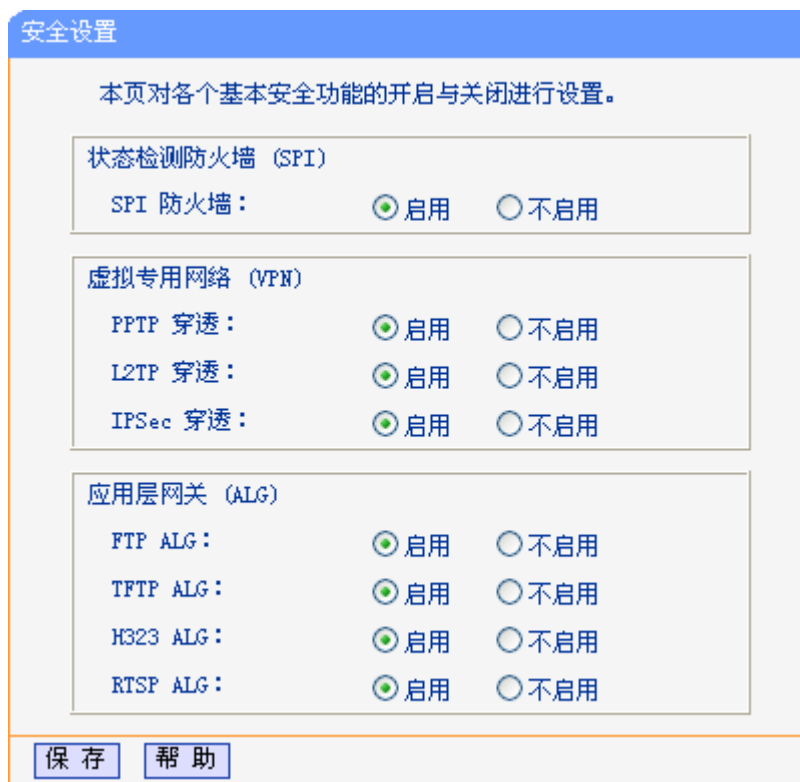 安全设置
本页对各个基本安全功能的开启与关闭进行设置。
状态检测防火墙 (SPI)
SPI 防火墙： 启用 不启用
虚拟专用网络 (VPN)
PPTP 穿透： 启用 不启用
L2TP 穿透： 启用 不启用
IPSec 穿透： 启用 不启用
应用层网关 (ALG)
FTP ALG： 启用 不启用
TFTP ALG： 启用 不启用
H323 ALG： 启用 不启用
RTSP ALG： 启用 不启用
保 存 帮 助